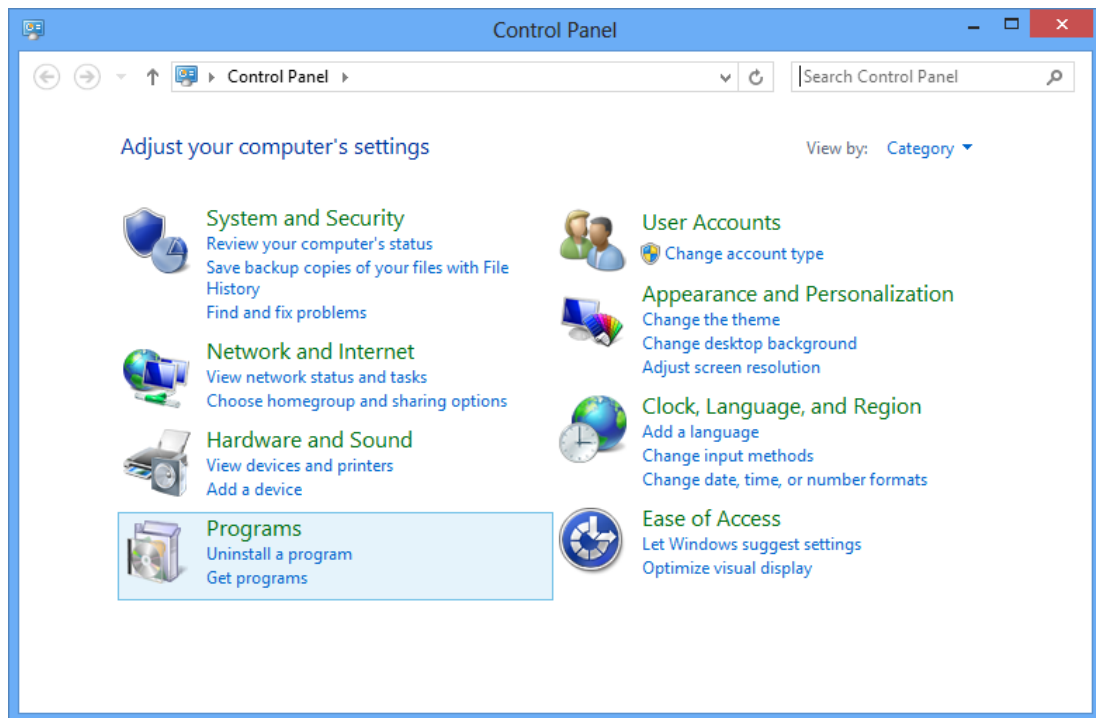 Control Panel
Control Panel
Search Control Panel
Adjust your computer's settings
View by: Category
System and Security
Review your computer's status
Save backup copies of your files with File
History
Find and fix problems
Network and Internet
View network status and tasks
Choose homegroup and sharing options
Hardware and Sound
View devices and printers
Add a device
Programs
Uninstall a program
Get programs
User Accounts
Change account type
Appearance and Personalization
Change the theme
Change desktop background
Adjust screen resolution
Clock, Language, and Region
Add a language
Change input methods
Change date, time, or number formats
Ease of Access
Let Windows suggest settings
Optimize visual display